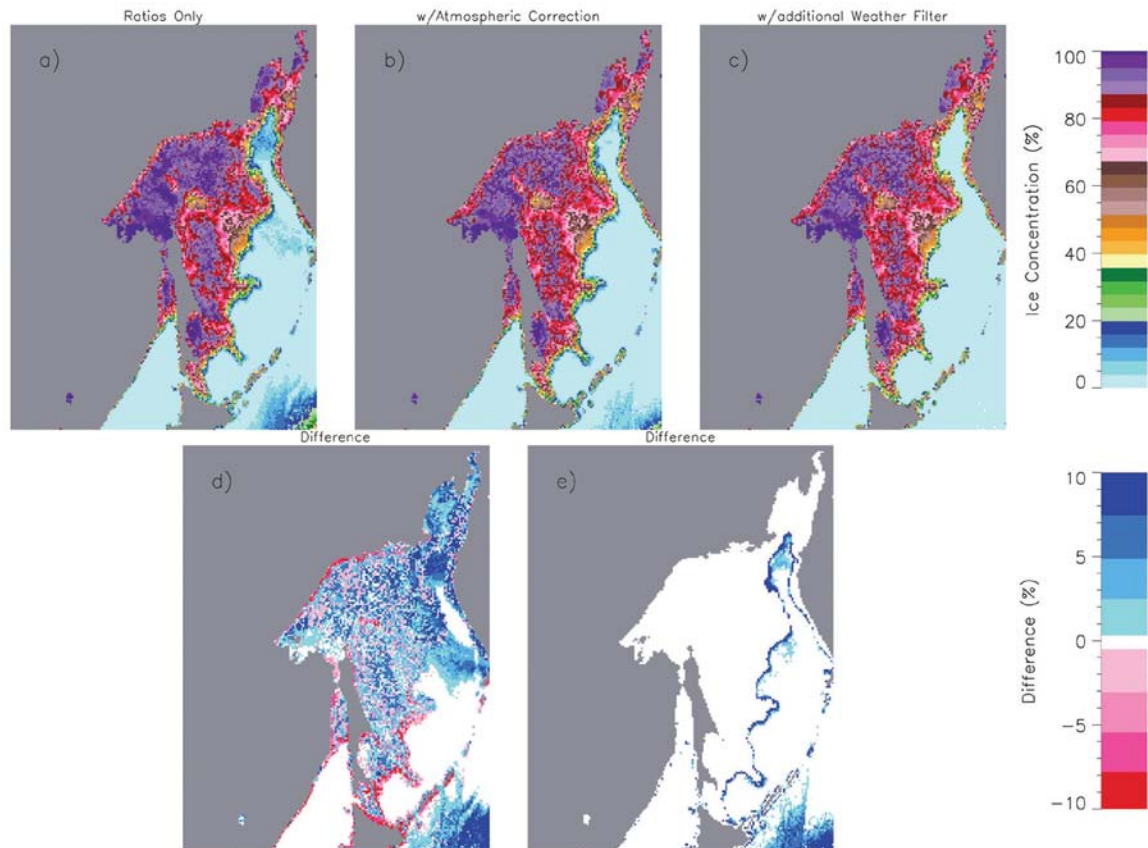 Ratios Only
w/Atmospheric Correction
w/additional Weather Filter
a)
b)
c)
100
80
60
40
20
0
Ice Concentration (%)
Difference
Difference
d)
e)
10
5
0
-5
-10
Difference (%)